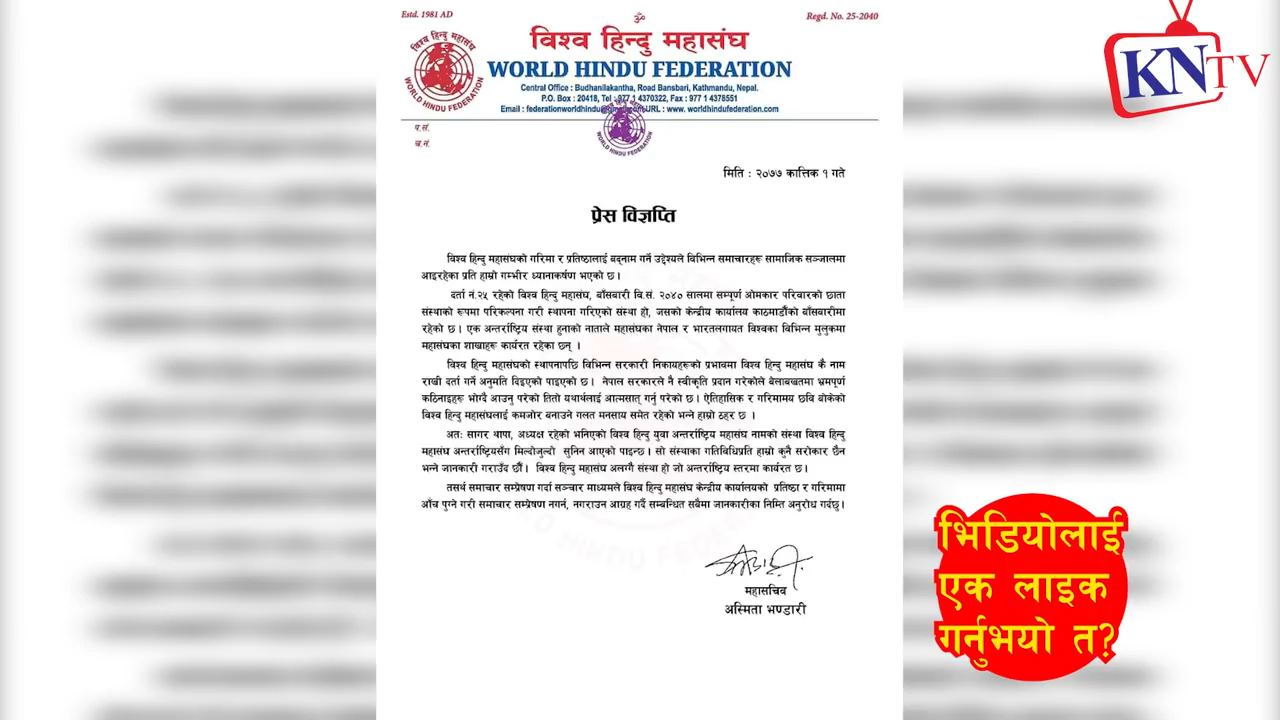 Estd. 1981 AD
ॐ
Regd. No. 25-2040
विश्व हिन्दु महासंघ
WORLD HINDU FEDERATION
Central Office : Budhanilakantha, Road Bansbari, Kathmandu, Nepal.
P.O. Box : 20418, Tel : 977 1 4370322, Fax : 977 1 4378551
Email : federationworldhindu URL : www. worldhindufederation.com
विश्व हिन्दु महासंघ
WORLD HINDU FEDERATION
WORLD HINDU FEDERATION
प.सं.
च.नं.
मिति : २०७७ कात्तिक १ गते
प्रेस विज्ञप्ति
विश्व हिन्दु महासंघको गरिमा र प्रतिष्ठालाई बद्नाम गर्ने उद्देश्यले विभिन्न समाचारहरू सामाजिक सञ्जालमा
आइरहेका प्रति हाम्रो गम्भीर ध्यानाकर्षण भएको छ ।
दर्ता नं.२५ रहेको विश्व हिन्दु महासंघ, बाँसबारी वि.सं. २०४० सालमा सम्पूर्ण ओमकार परिवारको छाता
संस्थाको रूपमा परिकल्पना गरी स्थापना गरिएको संस्था हो, जसको केन्द्रीय कार्यालय काठमाडौंको बाँसबारीमा
रहेको छ । एक अन्तर्राष्ट्रिय संस्था हुनाको नाताले महासंघका नेपाल र भारतलगायत विश्वका विभिन्न मुलुकमा
महासंघका शाखाहरू कार्यरत रहेका छन् ।
विश्व हिन्दु महासंघको स्थापनापछि विभिन्न सरकारी निकायहरूको प्रभावमा विश्व हिन्दु महासंघ कै नाम
राखी दर्ता गर्ने अनुमति दिइएको पाइएको छ । नेपाल सरकारले नै स्वीकृति प्रदान गरेकोले बेलाबखतमा भ्रमपूर्ण
कठिनाइहरू भोग्दै आउनु परेको तितो यथार्थलाई आत्मसात् गर्नु परेको छ । ऐतिहासिक र गरिमामय छवि बोकेको
विश्व हिन्दु महासंघलाई कमजोर बनाउने गलत मनसाय समेत रहेको भन्ने हाम्रो ठहर छ ।
अतः सागर थापा, अध्यक्ष रहेको भनिएको विश्व हिन्दु युवा अन्तर्राष्ट्रिय महासंघ नामको संस्था विश्व हिन्दु
महासंघ अन्तर्राष्ट्रियसँग मिल्दोजुल्दो सुनिन आएको पाइन्छ । सो संस्थाका गतिविधिप्रति हाम्रो कुनै सरोकार छैन
भन्ने जानकारी गराउँद छौं । विश्व हिन्दु महासंघ अलग्गै संस्था हो जो अन्तर्राष्ट्रिय स्तरमा कार्यरत छ ।
तसर्थ समाचार सम्प्रेषण गर्दा सञ्चार माध्यमले विश्व हिन्दु महासंघ केन्द्रीय कार्यालयको प्रतिष्ठा र गरिमामा
आँच पुग्ने गरी समाचार सम्प्रेषण नगर्न, नगराउन आग्रह गर्दै सम्बन्धित सबैमा जानकारीका निम्ति अनुरोध गर्दछु ।
महासचिव
अस्मिता भण्डारी
KNTV
भिडियोलाई
एक लाइक
गर्नुभयो त?